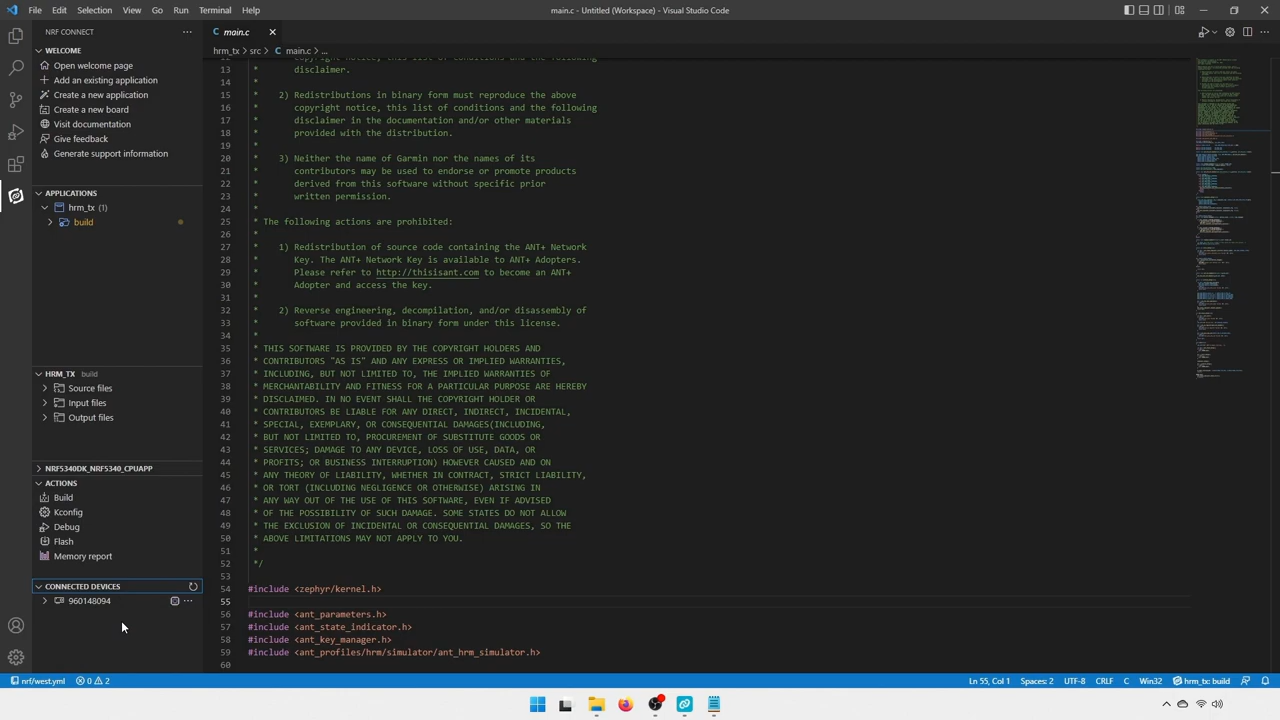 File Edit Selection View Go Run Terminal Help
main.c - Untitled (Workspace) - Visual Studio Code
NRF CONNECT
main.c
WELCOME
Open welcome page
Add an existing application
Create a new application
Create a new board
Visit documentation
Give feedback
Generate support information
APPLICATIONS
hrm_tx (1)
build
HRM_TX build
Source files
Input files
Output files
NRF5340DK_NRF5340_CPUAPP
ACTIONS
Build
Kconfig
Debug
Flash
Memory report
CONNECTED DEVICES
960148094
hrm_tx > src > C main.c > ...
12 copyright notice, this list of conditions and the following
13 * disclaimer.
14 *
15 * 2) Redistributions in binary form must reproduce the above
16 * copyright notice, this list of conditions and the following
17 * disclaimer in the documentation and/or other materials
18 * provided with the distribution.
19 *
20 * 3) Neither the name of Garmin nor the names of its
21 * contributors may be used to endorse or promote products
22 * derived from this software without specific prior
23 * written permission.
24 *
25 * The following actions are prohibited:
26 *
27 * 1) Redistribution of source code containing the ANT+ Network
28 * Key. The ANT+ Network Key is available to ANT+ Adopters.
29 * Please refer to http://thisisant.com to become an ANT+
30 * Adopter and access the key.
31 *
32 * 2) Reverse engineering, decompilation, and/or disassembly of
33 * software provided in binary form under this license.
34 *
35 * THIS SOFTWARE IS PROVIDED BY THE COPYRIGHT HOLDERS AND
36 * CONTRIBUTORS "AS IS" AND ANY EXPRESS OR IMPLIED WARRANTIES,
37 * INCLUDING, BUT NOT LIMITED TO, THE IMPLIED WARRANTIES OF
38 * MERCHANTABILITY AND FITNESS FOR A PARTICULAR PURPOSE ARE HEREBY
39 * DISCLAIMED. IN NO EVENT SHALL THE COPYRIGHT HOLDER OR
40 * CONTRIBUTORS BE LIABLE FOR ANY DIRECT, INDIRECT, INCIDENTAL,
41 * SPECIAL, EXEMPLARY, OR CONSEQUENTIAL DAMAGES(INCLUDING,
42 * BUT NOT LIMITED TO, PROCUREMENT OF SUBSTITUTE GOODS OR
43 * SERVICES; DAMAGE TO ANY DEVICE, LOSS OF USE, DATA, OR
44 * PROFITS; OR BUSINESS INTERRUPTION) HOWEVER CAUSED AND ON
45 * ANY THEORY OF LIABILITY, WHETHER IN CONTRACT, STRICT LIABILITY,
46 * OR TORT (INCLUDING NEGLIGENCE OR OTHERWISE) ARISING IN
47 * ANY WAY OUT OF THE USE OF THIS SOFTWARE, EVEN IF ADVISED
48 * OF THE POSSIBILITY OF SUCH DAMAGE. SOME STATES DO NOT ALLOW
49 * THE EXCLUSION OF INCIDENTAL OR CONSEQUENTIAL DAMAGES, SO THE
50 * ABOVE LIMITATIONS MAY NOT APPLY TO YOU.
51 *
52 */
53
54 #include <zephyr/kernel.h>
55
56 #include <ant_parameters.h>
57 #include <ant_state_indicator.h>
58 #include <ant_key_manager.h>
59 #include <ant_profiles/hrm/simulator/ant_hrm_simulator.h>
60
nrf/west.yml 0 2 Ln 55, Col 1 Spaces: 2 UTF-8 CRLF C Win32 hrm_tx: build